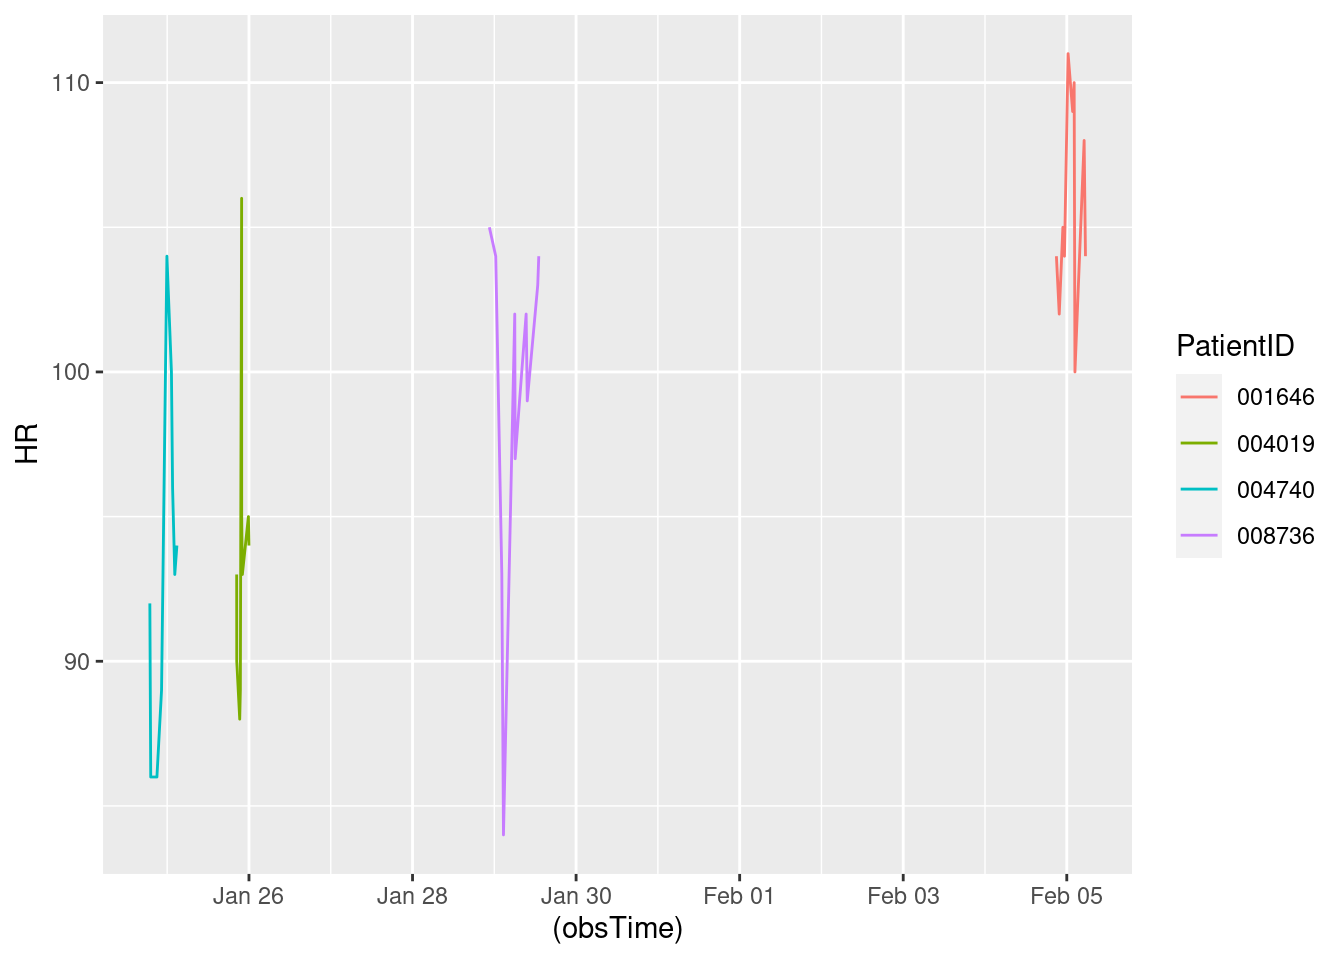 110
100
90
HR
Jan 26
Jan 28
Jan 30
Feb 01
Feb 03
Feb 05
(obsTime)
PatientID
001646
004019
004740
008736